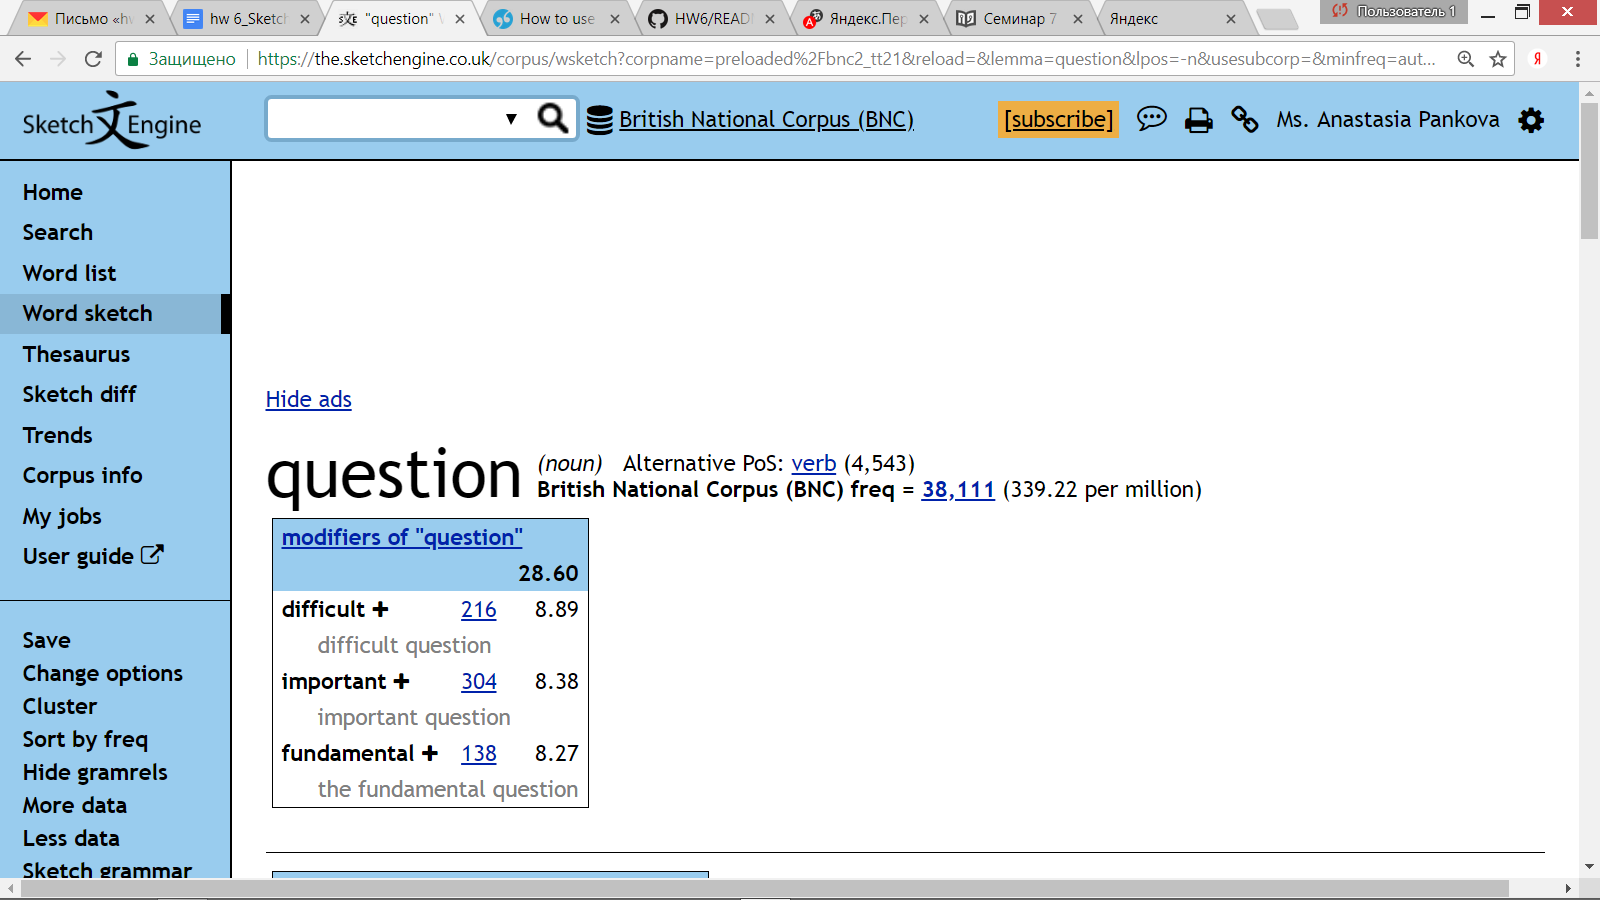 Письмо «hw
hw 6_Sketch
"question"
How to use
HW6/READ
Яндекс.Пер
Семинар 7
Яндекс
Пользователь 1
Защищено
https://the.sketchengine.co.uk/corpus/wsketch?corpname=preloaded%2Fbnc2_tt21&reload=&lemma=question&lpos=-n&usesubcorp=&minfreq=aut...
Sketch 文 Engine
British National Corpus (BNC)
[subscribe]
Ms. Anastasia Pankova
Home
Search
Word list
Word sketch
Thesaurus
Sketch diff
Trends
Corpus info
My jobs
User guide
Save
Change options
Cluster
Sort by freq
Hide gramrels
More data
Less data
Sketch grammar
Hide ads
question (noun) Alternative PoS: verb (4,543)
British National Corpus (BNC) freq = 38,111 (339.22 per million)
modifiers of "question"
28.60
difficult + 216 8.89
difficult question
important + 304 8.38
important question
fundamental + 138 8.27
the fundamental question